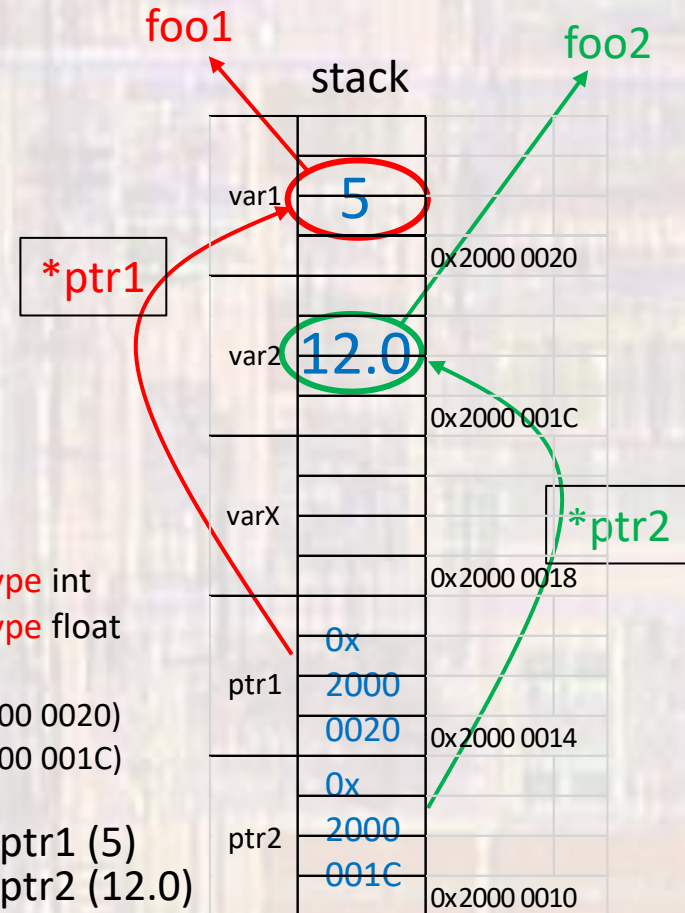 foo1
foo2
stack
var1
5
0x2000 0020
*ptr1
var2
12.0
0x2000 001C
varX
*ptr2
0x2000 0018
ype int
ype float
00 0020)
00 001C)
ptr1
0x
2000
0020
0x2000 0014
ptr1 (5)
ptr2 (12.0)
ptr2
0x
2000
001C
0x2000 0010